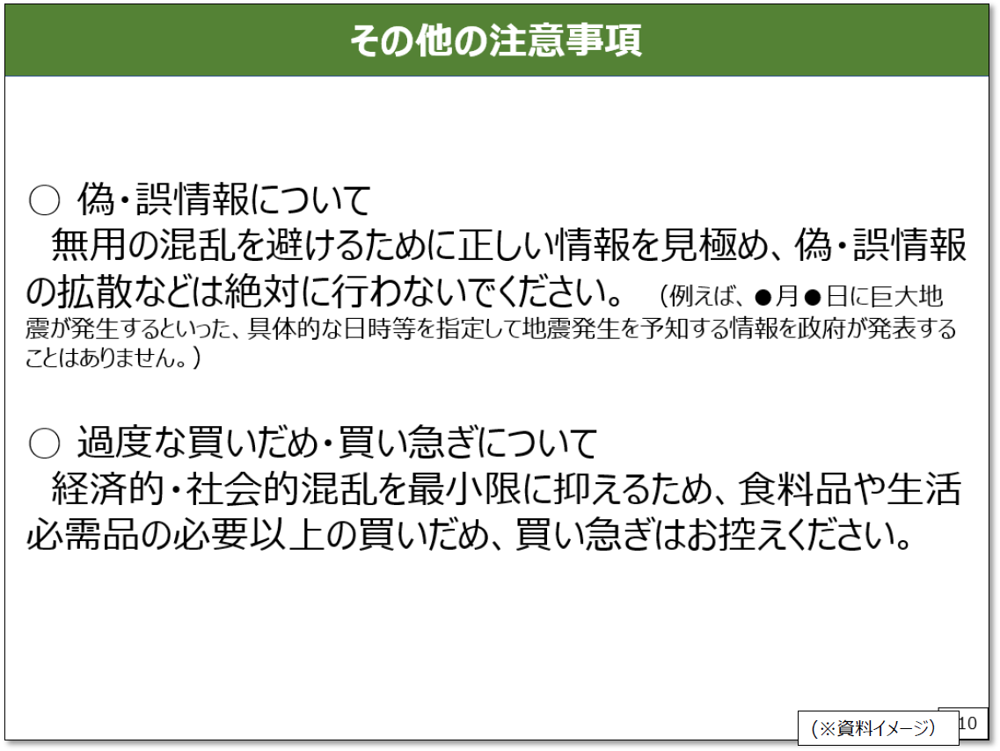 その他の注意事項
○ 偽・誤情報について
無用の混乱を避けるために正しい情報を見極め、偽・誤情報
の拡散などは絶対に行わないでください。 （例えば、●月●日に巨大地
震が発生するといった、具体的な日時等を指定して地震発生を予知する情報を政府が発表する
ことはありません。）
○ 過度な買いだめ・買い急ぎについて
経済的・社会的混乱を最小限に抑えるため、食料品や生活
必需品の必要以上の買いだめ、買い急ぎはお控えください。
（※資料イメージ） 10